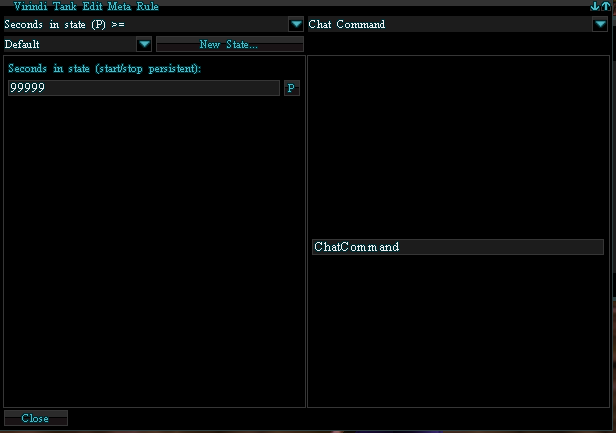 Virindi Tank Edit Meta Rule
Seconds in state (P) >=
Chat Command
Default
New State...
Seconds in state (start/stop persistent):
99999
P
ChatCommand
Close